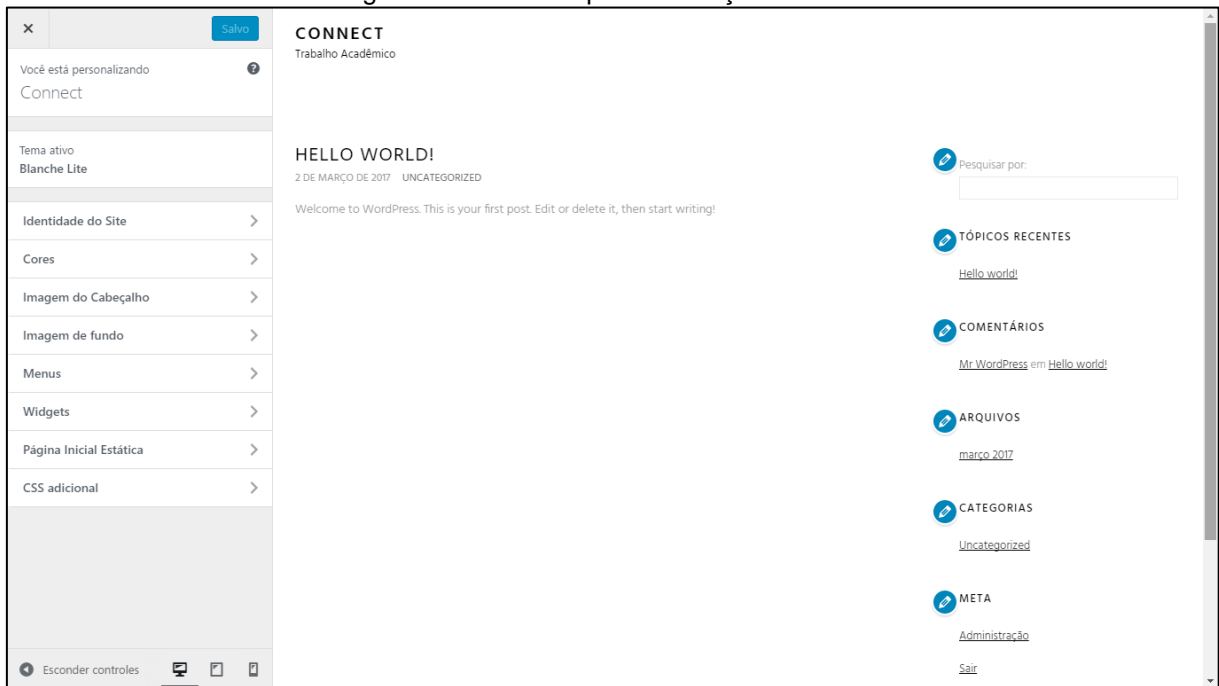 Salvo
Você está personalizando
Connect
Tema ativo
Blanche Lite
Identidade do Site
Cores
Imagem do Cabeçalho
Imagem de fundo
Menus
Widgets
Página Inicial Estática
CSS adicional
Esconder controles
CONNECT
Trabalho Acadêmico
HELLO WORLD!
2 DE MARÇO DE 2017 UNCATEGORIZED
Welcome to WordPress. This is your first post. Edit or delete it, then start writing!
Pesquisar por:
TÓPICOS RECENTES
Hello world!
COMENTÁRIOS
Mr WordPress em Hello world!
ARQUIVOS
março 2017
CATEGORIAS
Uncategorized
META
Administração
Sair